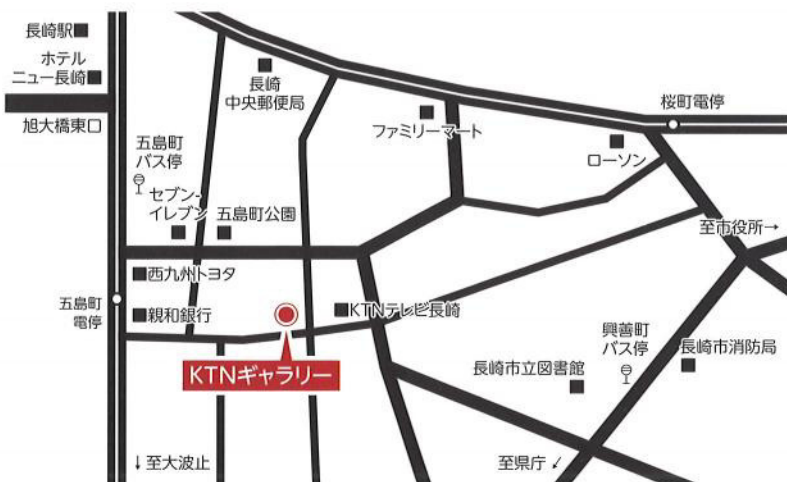 長崎駅
ホテル
ニュー長崎
旭大橋東口
長崎
中央郵便局
ファミリーマート
桜町電停
ローソン
五島町
バス停
セブン-
イレブン
五島町公園
至市役所→
西九州トヨタ
五島町
電停
親和銀行
KTNテレビ長崎
KTNギャラリー
興善町
バス停
長崎市消防局
長崎市立図書館
↓至大波止
至県庁↙